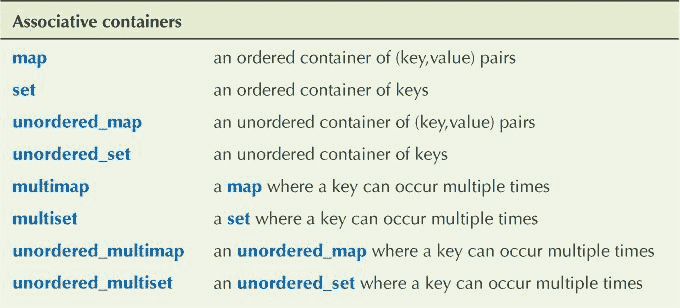 Associative containers
map an ordered container of (key,value) pairs
set an ordered container of keys
unordered_map an unordered container of (key,value) pairs
unordered_set an unordered container of keys
multimap a map where a key can occur multiple times
multiset a set where a key can occur multiple times
unordered_multimap an unordered_map where a key can occur multiple times
unordered_multiset an unordered_set where a key can occur multiple times